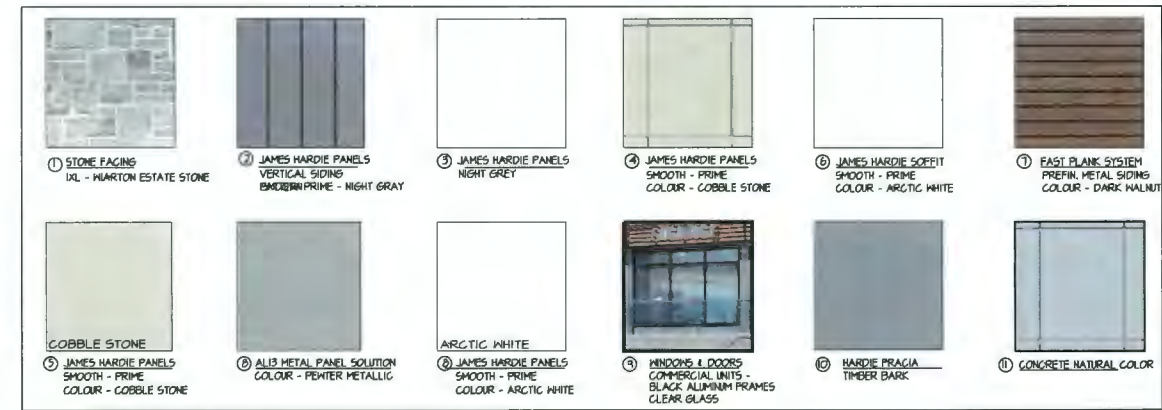 ① STONE FACING
IXL - WIARTON ESTATE STONE
② JAMES HARDIE PANELS
VERTICAL SIDING
PRIME - NIGHT GRAY
③ JAMES HARDIE PANELS
NIGHT GREY
④ JAMES HARDIE PANELS
SMOOTH - PRIME
COLOUR - COBBLE STONE
⑥ JAMES HARDIE SOFFIT
SMOOTH - PRIME
COLOUR - ARCTIC WHITE
⑦ FAST PLANK SYSTEM
PREFIN. METAL SIDING
COLOUR - DARK WALNUT
COBBLE STONE
⑤ JAMES HARDIE PANELS
SMOOTH - PRIME
COLOUR - COBBLE STONE
⑧ AL13 METAL PANEL SOLUTION
COLOUR - PEWTER METALLIC
ARCTIC WHITE
⑧ JAMES HARDIE PANELS
SMOOTH - PRIME
COLOUR - ARCTIC WHITE
⑨ WINDOWS & DOORS
COMMERCIAL UNITS -
BLACK ALUMINUM FRAMES
CLEAR GLASS
⑩ HARDIE FRACIA
TIMBER BARK
⑪ CONCRETE NATURAL COLOR